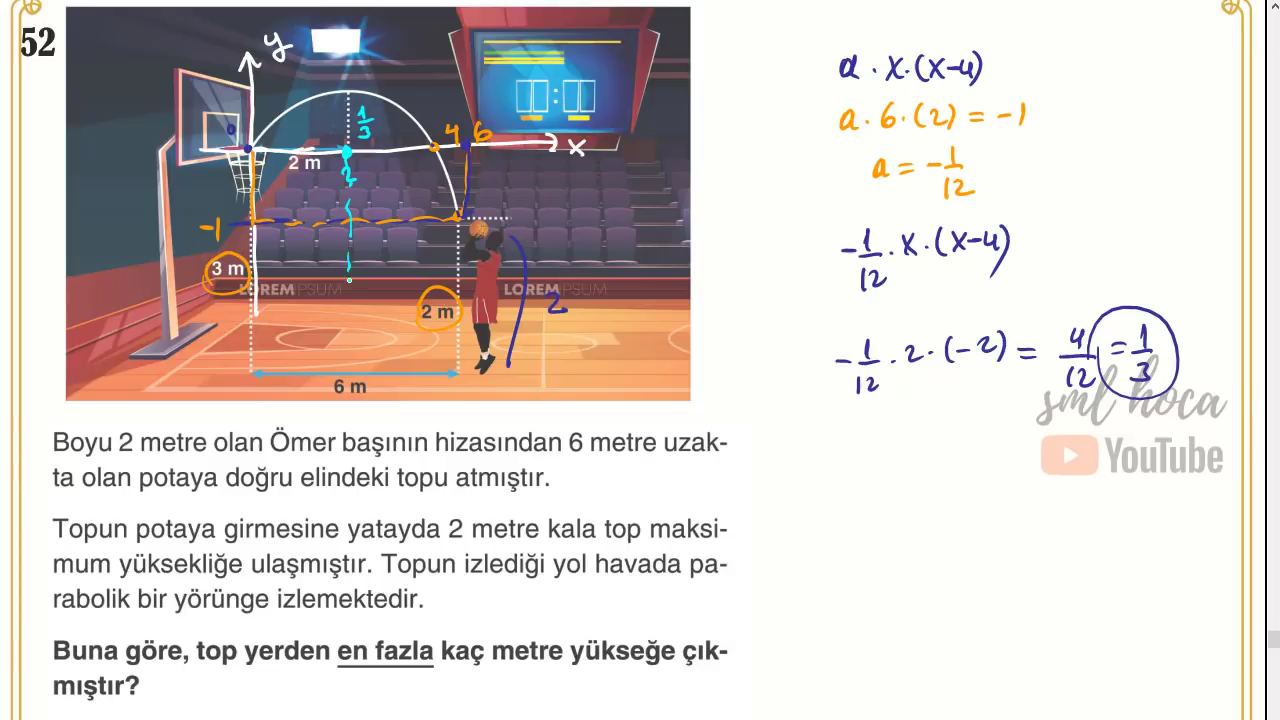 52
y
0
1/3
4 6
x
2 m
2
-1
3 m
LOREMIPSUM
LOREMIPSUM
2 m
2
6 m
a · x · (x-4)
a · 6 · (2) = -1
a = -1/12
-1/12 · x · (x-4)
-1/12 · 2 · (-2) = 4/12 = 1/3
sml hoca
YouTube
Boyu 2 metre olan Ömer başının hizasından 6 metre uzak-
ta olan potaya doğru elindeki topu atmıştır.
Topun potaya girmesine yatayda 2 metre kala top maksi-
mum yüksekliğe ulaşmıştır. Topun izlediği yol havada pa-
rabolik bir yörünge izlemektedir.
Buna göre, top yerden en fazla kaç metre yükseğe çık-
mıştır?